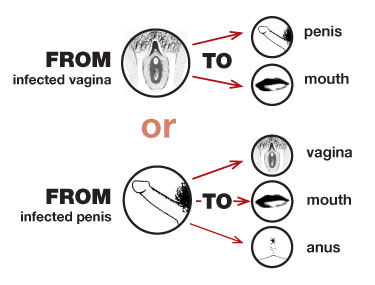 penis
FROM TO
infected vagina
mouth
or
vagina
FROM TO mouth
infected penis
anus